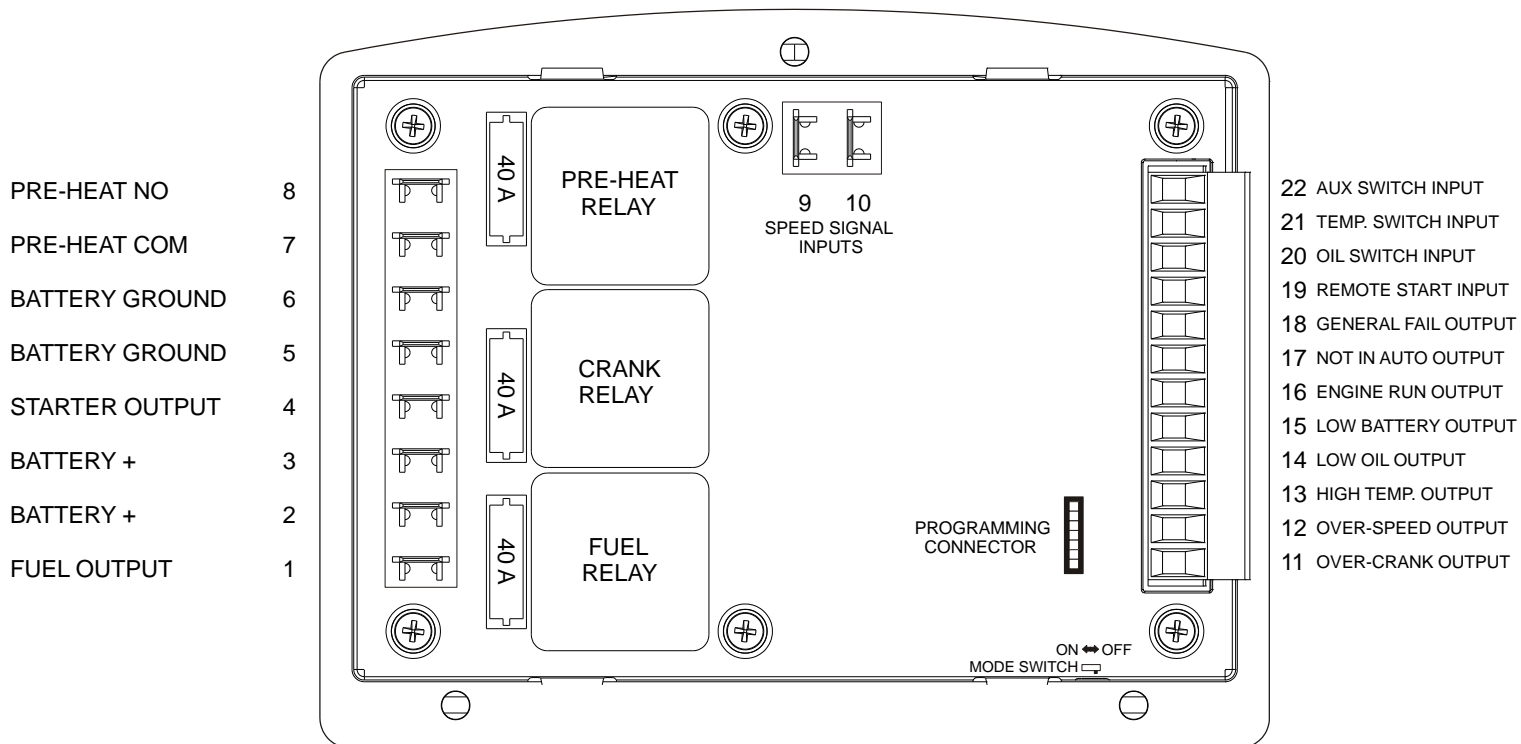 PRE-HEAT NO 8
PRE-HEAT COM 7
BATTERY GROUND 6
BATTERY GROUND 5
STARTER OUTPUT 4
BATTERY + 3
BATTERY + 2
FUEL OUTPUT 1
40 A
PRE-HEAT
RELAY
40 A
CRANK
RELAY
40 A
FUEL
RELAY
9 10
SPEED SIGNAL
INPUTS
PROGRAMMING
CONNECTOR
ON OFF
MODE SWITCH
22 AUX SWITCH INPUT
21 TEMP. SWITCH INPUT
20 OIL SWITCH INPUT
19 REMOTE START INPUT
18 GENERAL FAIL OUTPUT
17 NOT IN AUTO OUTPUT
16 ENGINE RUN OUTPUT
15 LOW BATTERY OUTPUT
14 LOW OIL OUTPUT
13 HIGH TEMP. OUTPUT
12 OVER-SPEED OUTPUT
11 OVER-CRANK OUTPUT